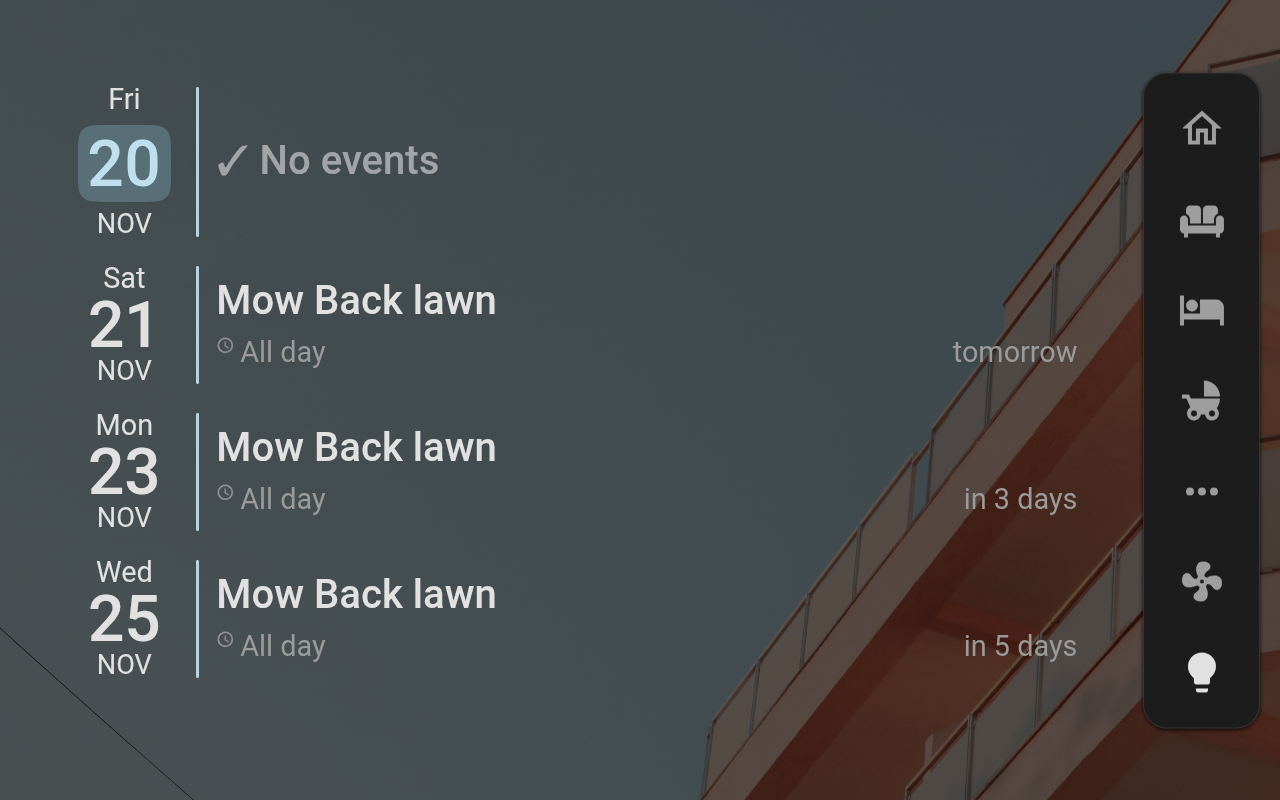 Fri
20
NOV
✓ No events
Sat
21
NOV
Mow Back lawn
All day
tomorrow
Mon
23
NOV
Mow Back lawn
All day
in 3 days
Wed
25
NOV
Mow Back lawn
All day
in 5 days